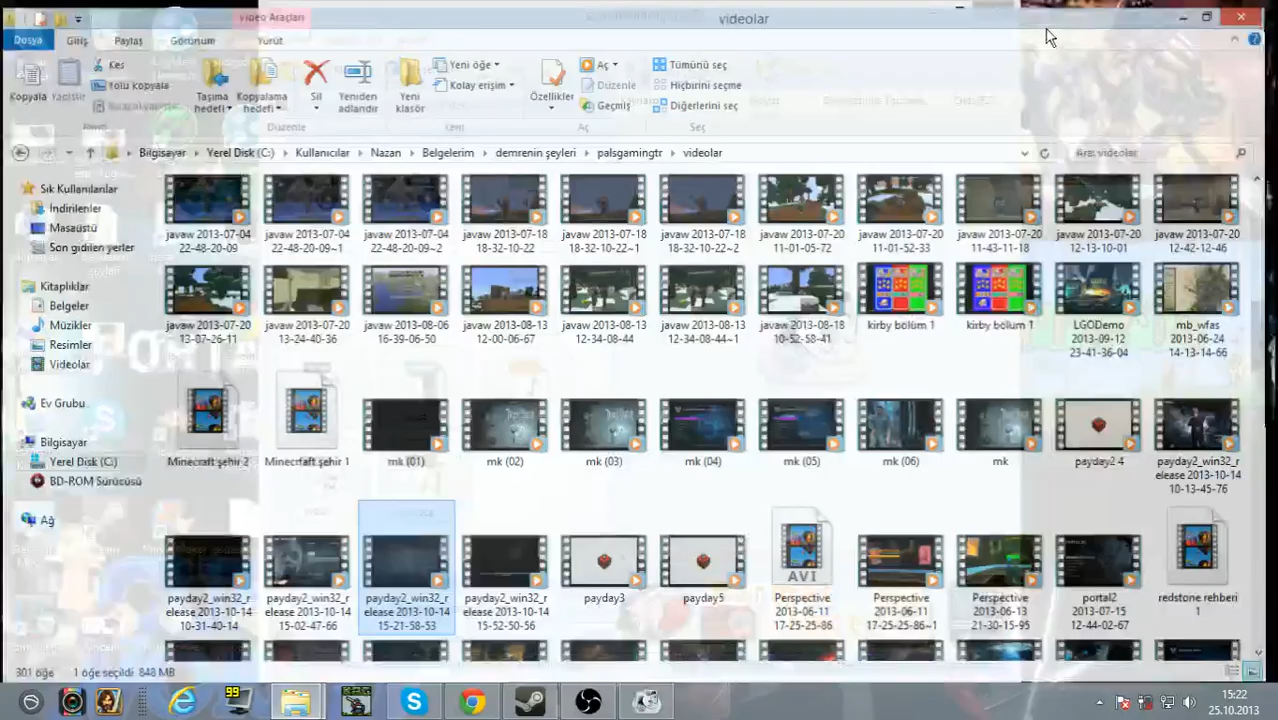 Video Araçları
videolar
Dosya Giriş Paylaş Görünüm Yürüt
Kopyala Yapıştır Kes Yolu kopyala
Taşıma hedefi Kopyalama hedefi Sil Yeniden adlandır
Yeni klasör Yeni öğe Kolay erişim
Özellikler Aç Düzenle Geçmiş
Tümünü seç Hiçbirini seçme Diğerlerini seç
Düzenle Yeni Aç Seç
Bilgisayar Yerel Disk (C:) Kullanıcılar Nazan Belgelerim demrenin şeyleri palsgamingtr videolar
Ara: videolar
Sık Kullanılanlar
İndirilenler
Masaüstü
Son gidilen yerler
Kitaplıklar
Belgeler
Müzikler
Resimler
Videolar
Ev Grubu
Bilgisayar
Yerel Disk (C:)
BD-ROM Sürücüsü
Ağ
javaw 2013-07-04 javaw 2013-07-04 javaw 2013-07-04 javaw 2013-07-18 javaw 2013-07-18 javaw 2013-07-18 javaw 2013-07-20 javaw 2013-07-20 javaw 2013-07-20 javaw 2013-07-20 javaw 2013-07-20
22-48-20-09 22-48-20-09~1 22-48-20-09~2 18-32-10-22 18-32-10-22~1 18-32-10-22~2 11-01-05-72 11-01-52-33 11-43-11-18 12-13-10-01 12-42-12-46
javaw 2013-07-20 javaw 2013-07-20 javaw 2013-08-06 javaw 2013-08-13 javaw 2013-08-13 javaw 2013-08-13 javaw 2013-08-18 kirby bölüm 1 kirby bölüm 1 LGODemo mb_wfas
13-07-26-11 13-24-40-36 16-39-06-50 12-00-06-67 12-34-08-44 12-34-08-44~1 10-52-58-41 2013-09-12 2013-06-24
23-41-36-04 14-13-14-66
Minecraft şehir 2 Minecraft şehir 1 mk (01) mk (02) mk (03) mk (04) mk (05) mk (06) mk payday2 4 payday2_win32_r
elease 2013-10-14
10-13-45-76
AVI
payday2_win32_r payday2_win32_r payday2_win32_r payday2_win32_r payday3 payday5 Perspective Perspective Perspective portal2 redstone rehberi
elease 2013-10-14 elease 2013-10-14 elease 2013-10-14 elease 2013-10-14 2013-06-11 2013-06-11 2013-06-13 2013-07-15 1
10-31-40-14 15-02-47-66 15-21-58-53 15-52-50-56 17-25-25-86 17-25-25-86~1 21-30-15-95 12-44-02-67
301 öğe 1 öğe seçildi 848 MB
99
15:22
25.10.2013